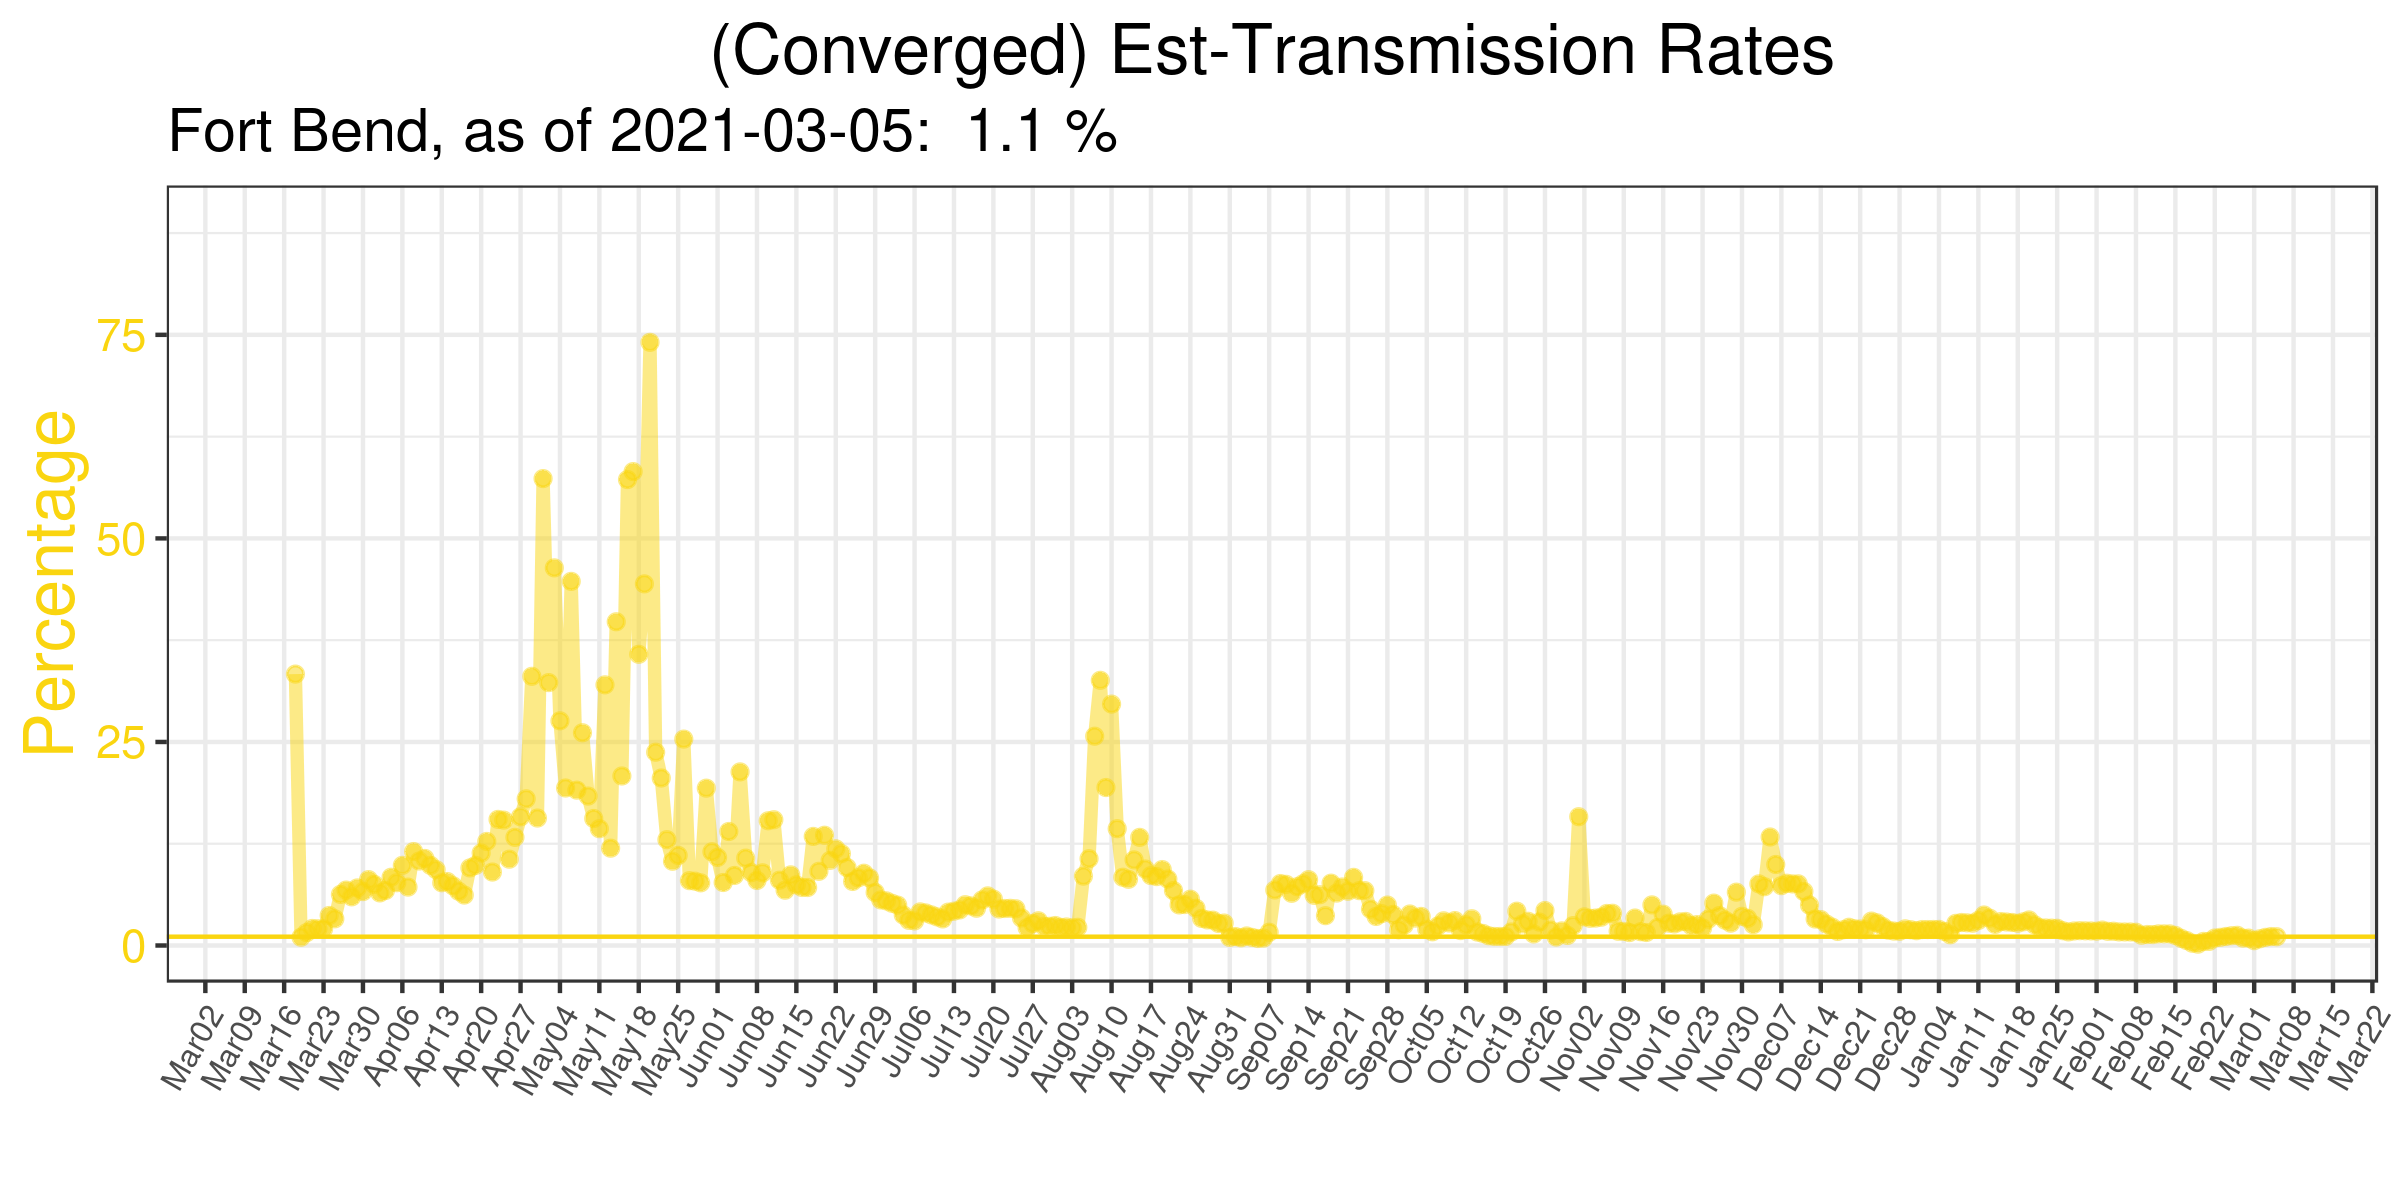 (Converged) Est-Transmission Rates
Fort Bend, as of 2021-03-05:  1.1 %
Percentage
75
50
25
0
Mar02
Mar09
Mar16
Mar23
Mar30
Apr06
Apr13
Apr20
Apr27
May04
May11
May18
May25
Jun01
Jun08
Jun15
Jun22
Jun29
Jul06
Jul13
Jul20
Jul27
Aug03
Aug10
Aug17
Aug24
Aug31
Sep07
Sep14
Sep21
Sep28
Oct05
Oct12
Oct19
Oct26
Nov02
Nov09
Nov16
Nov23
Nov30
Dec07
Dec14
Dec21
Dec28
Jan04
Jan11
Jan18
Jan25
Feb01
Feb08
Feb15
Feb22
Mar01
Mar08
Mar15
Mar22